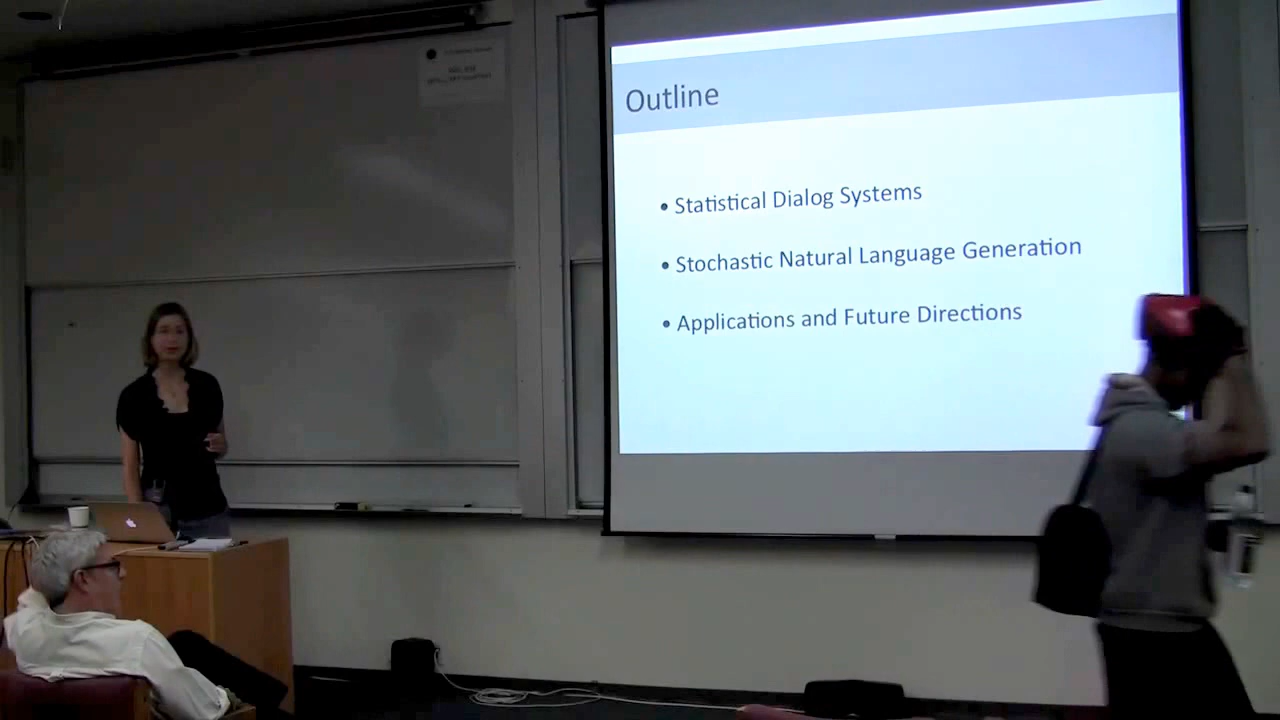 Outline
• Statistical Dialog Systems
• Stochastic Natural Language Generation
• Applications and Future Directions